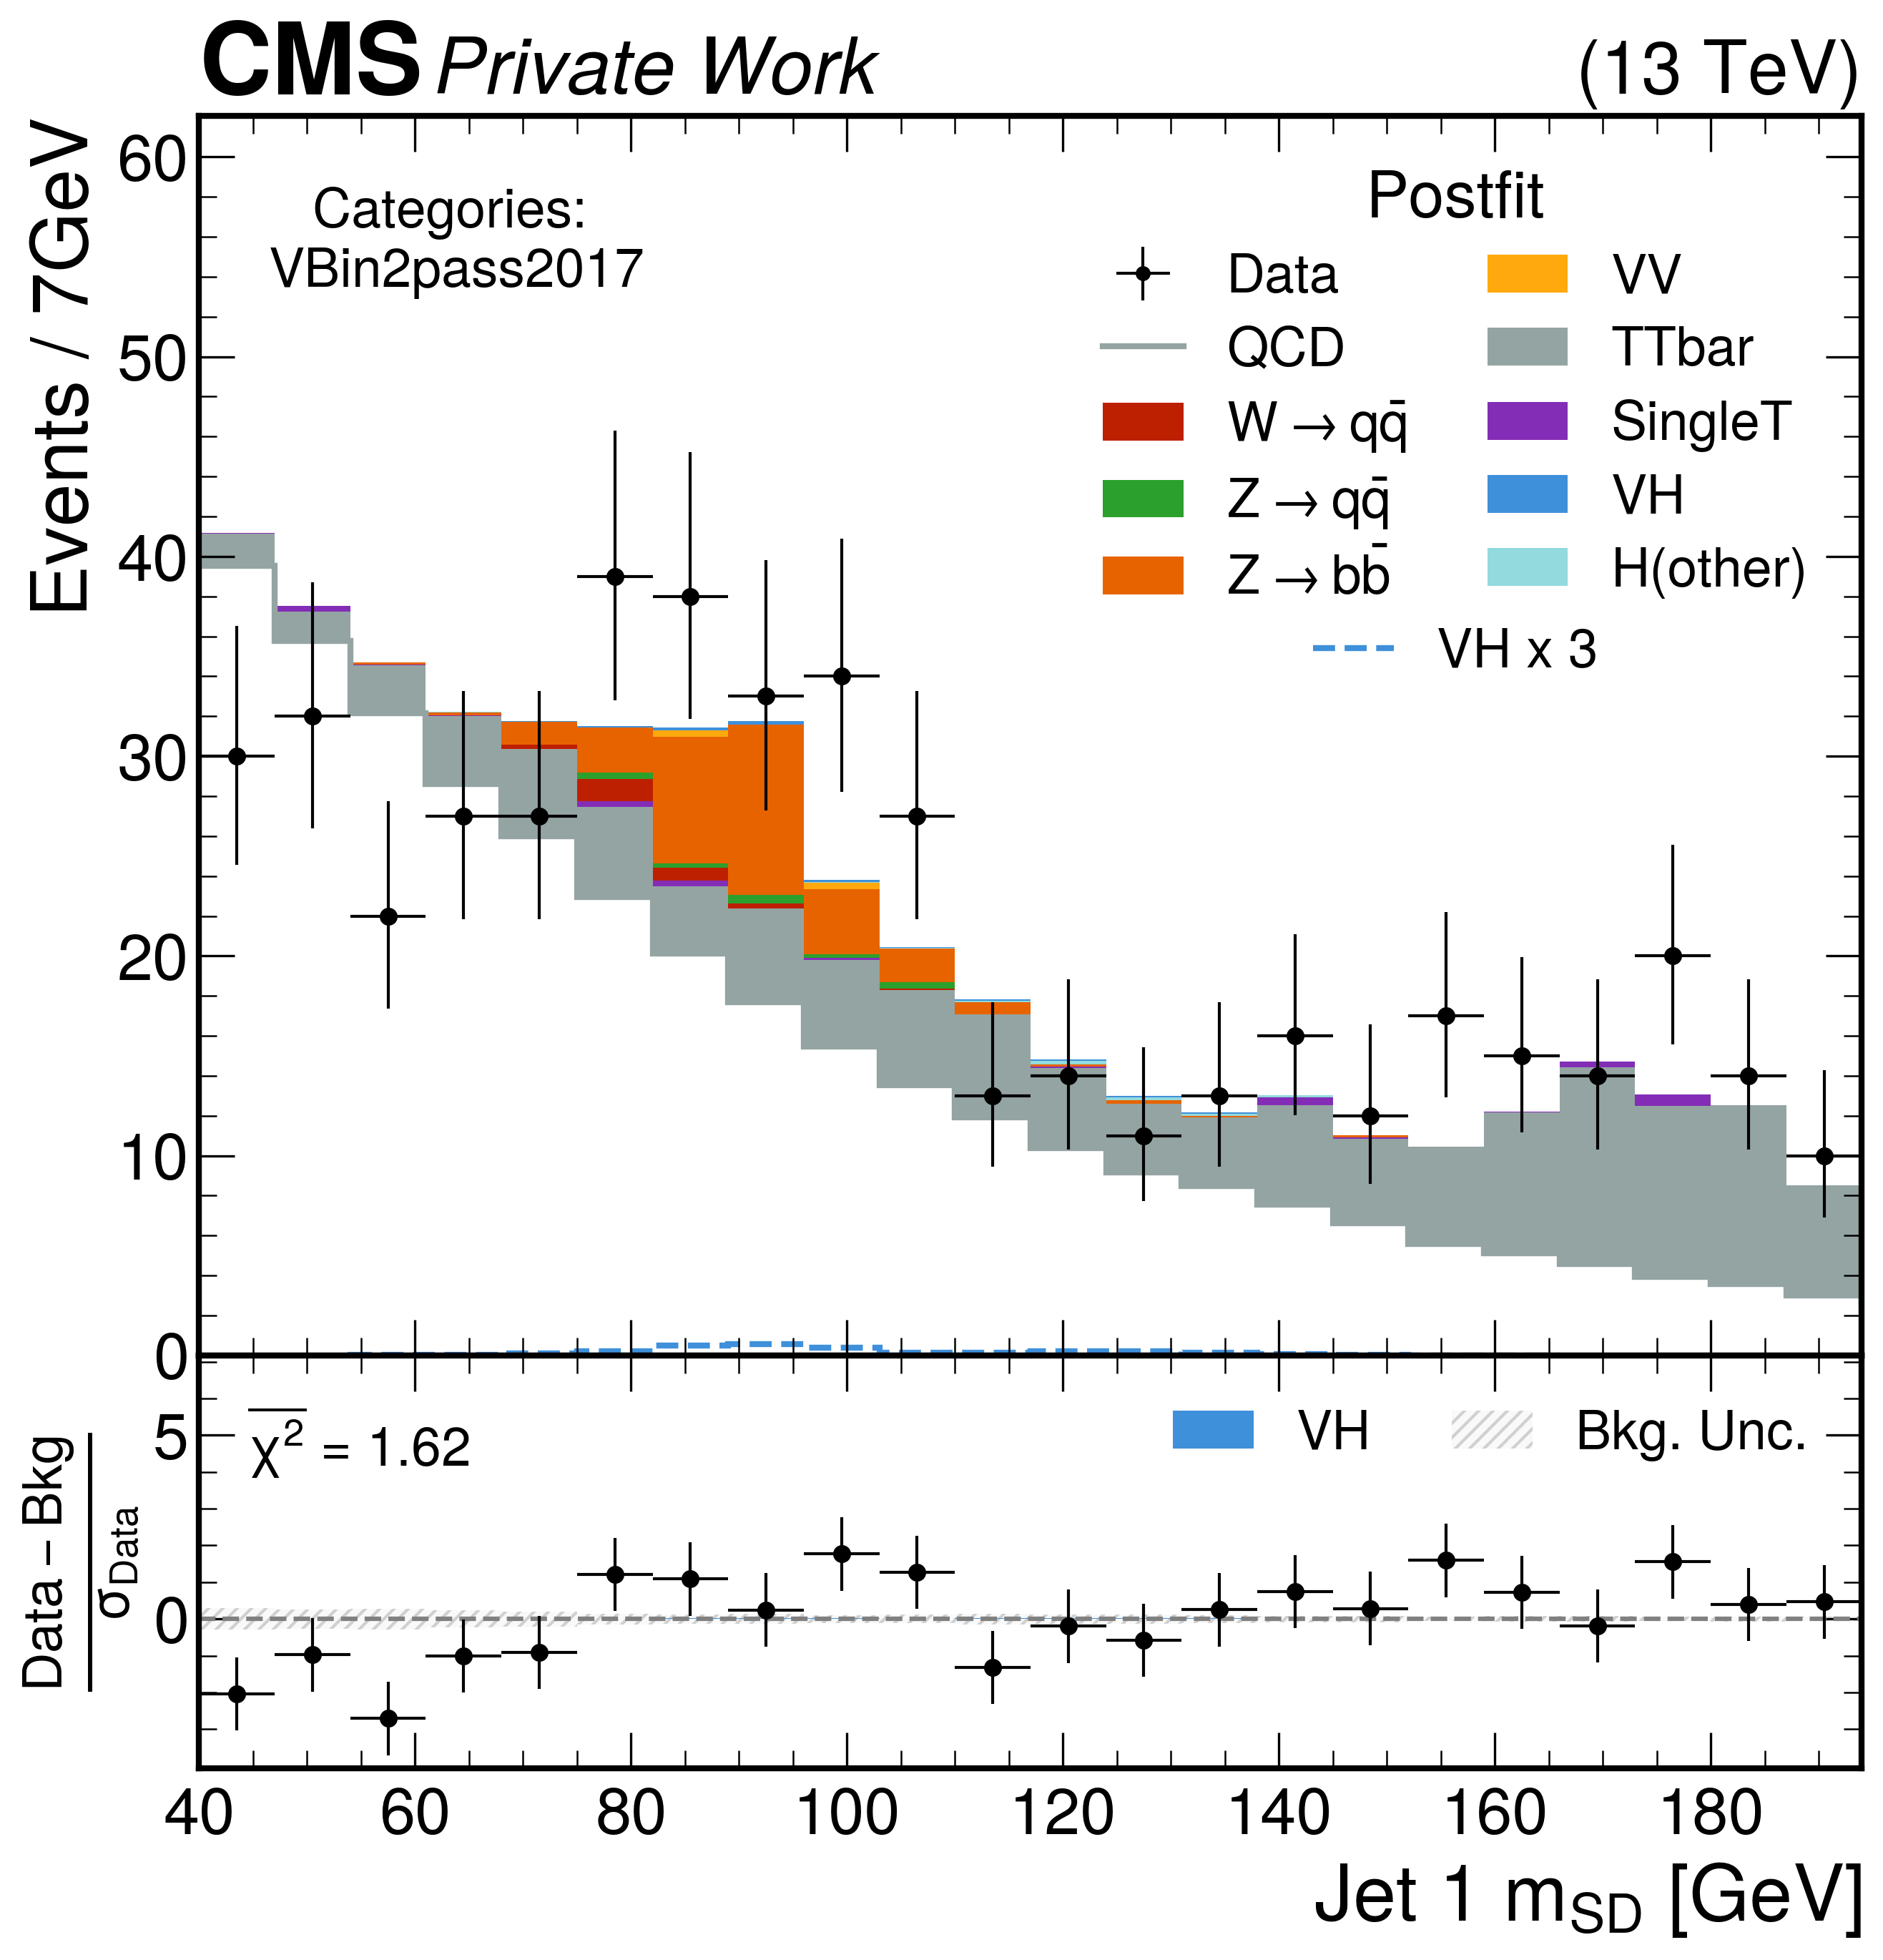 CMS Private Work (13 TeV)
Events / 7GeV
60
50
40
30
20
10
0
Categories:
VBin2pass2017
Postfit
Data
QCD
W → qq̄
Z → qq̄
Z → bb̄
VV
TTbar
SingleT
VH
H(other)
VH x 3
Data − Bkg
σData
5
0
χ² = 1.62
VH
Bkg. Unc.
40 60 80 100 120 140 160 180
Jet 1 mSD [GeV]